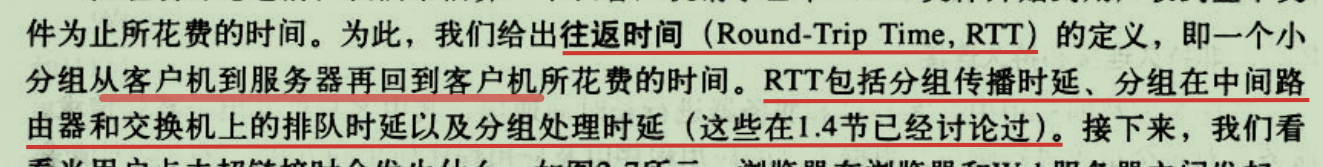 件为止所花费的时间。为此，我们给出往返时间（Round-Trip Time, RTT）的定义，即一个小
分组从客户机到服务器再回到客户机所花费的时间。RTT包括分组传播时延、分组在中间路
由器和交换机上的排队时延以及分组处理时延（这些在1.4节已经讨论过）。接下来，我们看